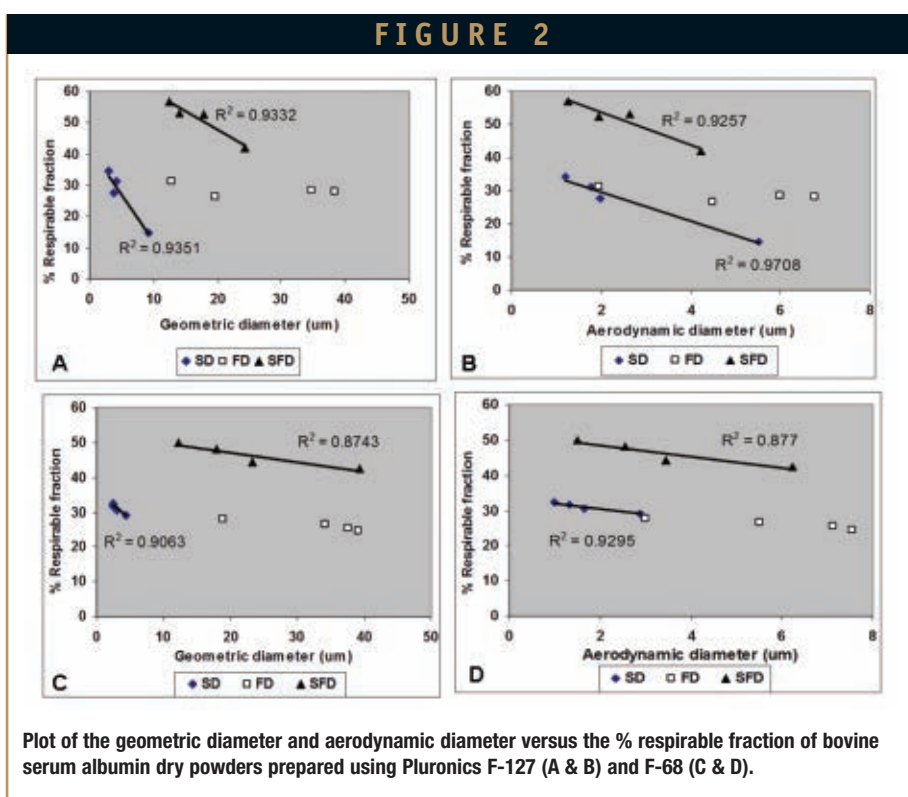 FIGURE 2
60
50
40
30
20
10
0
% Respirable fraction
R² = 0.9332
R² = 0.9351
0 10 20 30 40 50
Geometric diameter (um)
A
SD FD SFD
60
50
40
30
20
10
0
% Respirable fraction
R² = 0.9257
R² = 0.9708
0 2 4 6 8
Aerodynamic diameter (um)
B
SD FD SFD
60
50
40
30
20
10
0
% Respirable fraction
R² = 0.8743
R² = 0.9063
0 10 20 30 40 50
Geometric diameter (um)
C
SD FD SFD
60
50
40
30
20
10
0
% Respirable fraction
R² = 0.877
R² = 0.9295
0 2 4 6 8
Aerodynamic diameter (um)
D
SD FD SFD
Plot of the geometric diameter and aerodynamic diameter versus the % respirable fraction of bovine
serum albumin dry powders prepared using Pluronics F-127 (A & B) and F-68 (C & D).